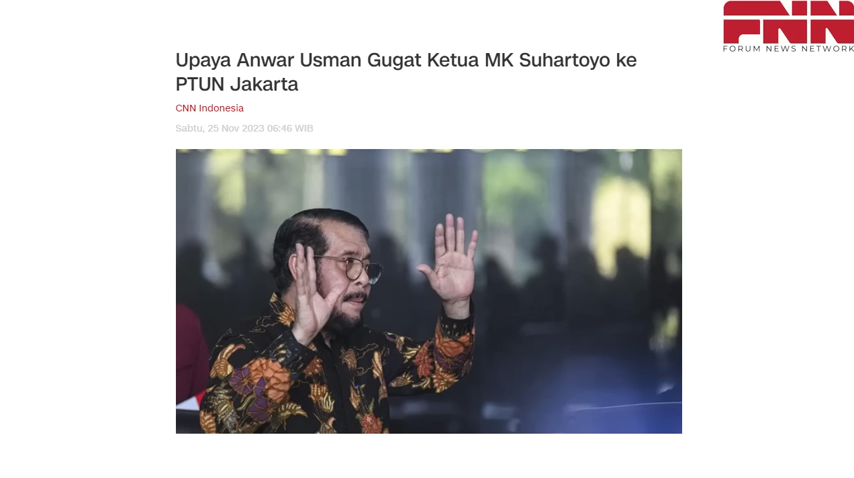 FNN
FORUM NEWS NETWORK
Upaya Anwar Usman Gugat Ketua MK Suhartoyo ke
PTUN Jakarta
CNN Indonesia
Sabtu, 25 Nov 2023 06:46 WIB